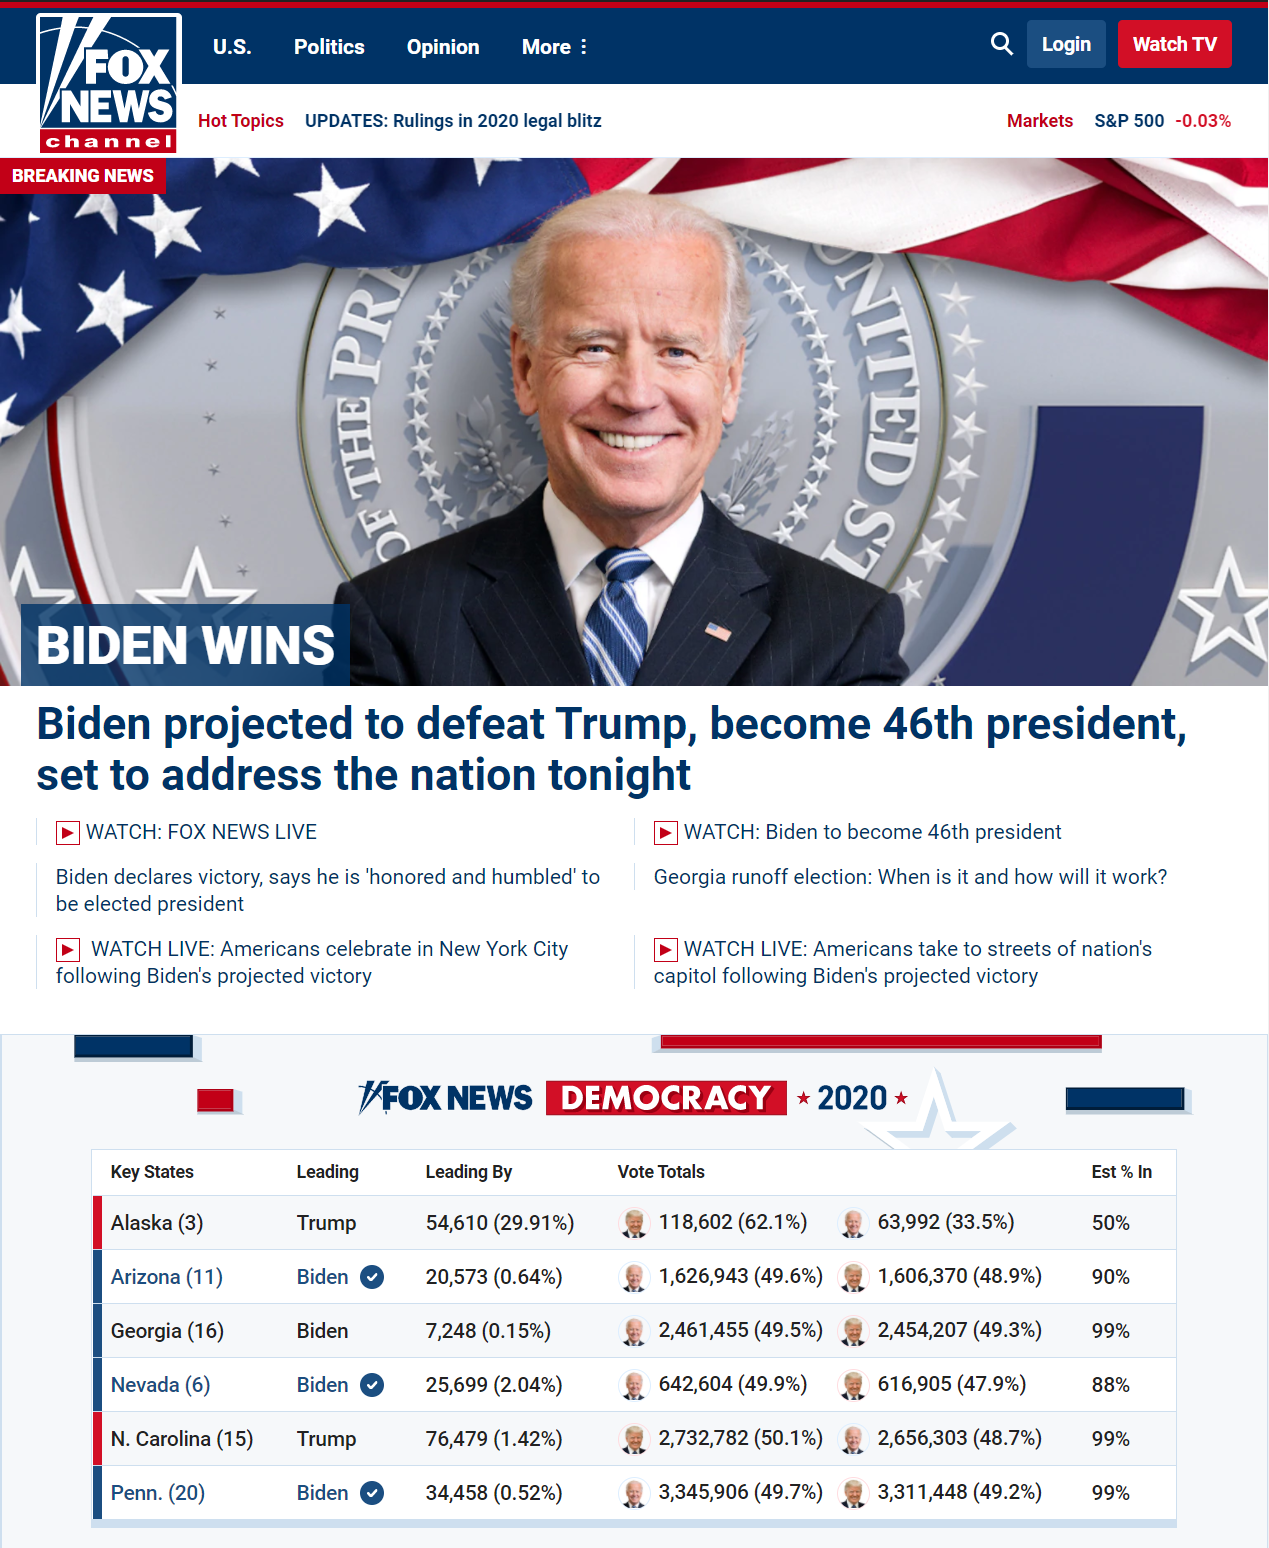 FOX
NEWS
channel
U.S. Politics Opinion More
Login
Watch TV
Hot Topics UPDATES: Rulings in 2020 legal blitz
Markets S&P 500 -0.03%
BREAKING NEWS
OF THE PRE
UNITED ST
BIDEN WINS
Biden projected to defeat Trump, become 46th president,
set to address the nation tonight
WATCH: FOX NEWS LIVE
WATCH: Biden to become 46th president
Biden declares victory, says he is 'honored and humbled' to
be elected president
Georgia runoff election: When is it and how will it work?
WATCH LIVE: Americans celebrate in New York City
following Biden's projected victory
WATCH LIVE: Americans take to streets of nation's
capitol following Biden's projected victory
FOX NEWS DEMOCRACY 2020
Key States Leading Leading By Vote Totals Est % In
Alaska (3) Trump 54,610 (29.91%) 118,602 (62.1%) 63,992 (33.5%) 50%
Arizona (11) Biden 20,573 (0.64%) 1,626,943 (49.6%) 1,606,370 (48.9%) 90%
Georgia (16) Biden 7,248 (0.15%) 2,461,455 (49.5%) 2,454,207 (49.3%) 99%
Nevada (6) Biden 25,699 (2.04%) 642,604 (49.9%) 616,905 (47.9%) 88%
N. Carolina (15) Trump 76,479 (1.42%) 2,732,782 (50.1%) 2,656,303 (48.7%) 99%
Penn. (20) Biden 34,458 (0.52%) 3,345,906 (49.7%) 3,311,448 (49.2%) 99%